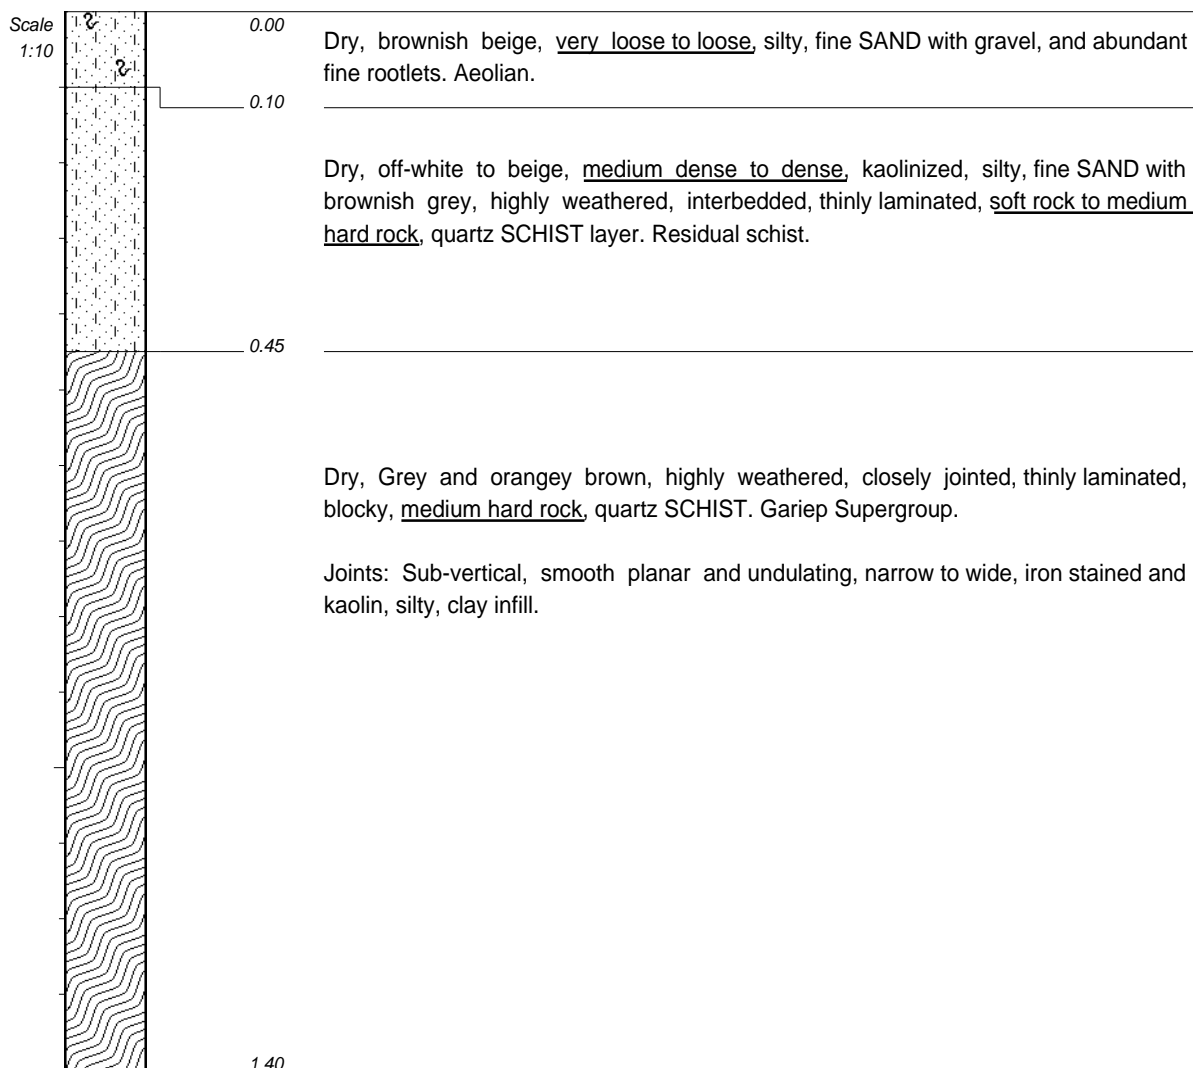 Scale
1:10
0.00
Dry, brownish beige, very loose to loose, silty, fine SAND with gravel, and abundant
fine rootlets. Aeolian.
0.10
Dry, off-white to beige, medium dense to dense, kaolinized, silty, fine SAND with
brownish grey, highly weathered, interbedded, thinly laminated, soft rock to medium
hard rock, quartz SCHIST layer. Residual schist.
0.45
Dry, Grey and orangey brown, highly weathered, closely jointed, thinly laminated,
blocky, medium hard rock, quartz SCHIST. Gariep Supergroup.
Joints: Sub-vertical, smooth planar and undulating, narrow to wide, iron stained and
kaolin, silty, clay infill.
1.40